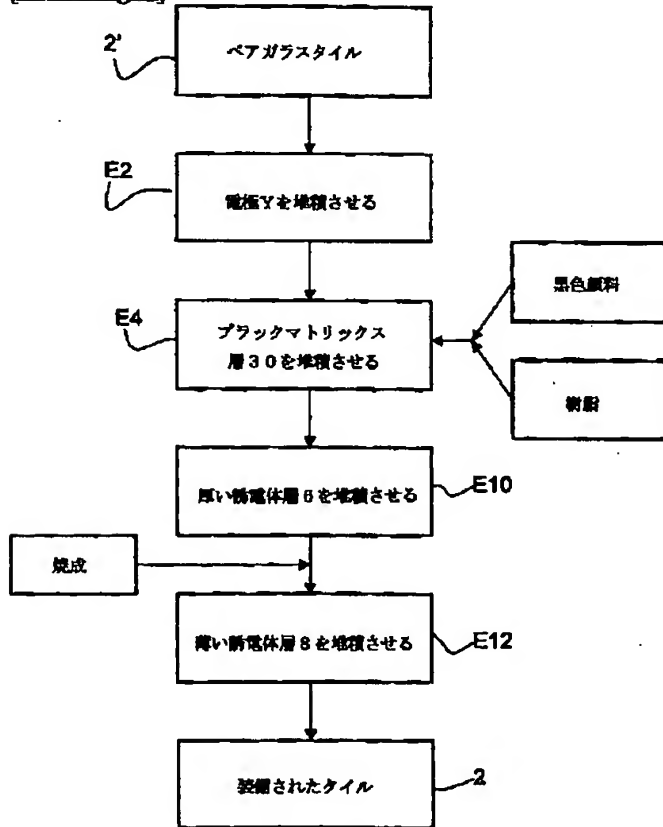 2'
ベアガラスタイル
E2
電極Yを堆積させる
黒色顔料
E4
ブラックマトリックス
層30を堆積させる
樹脂
厚い誘電体層6を堆積させる
E10
焼成
薄い誘電体層8を堆積させる
E12
装備されたタイル
2